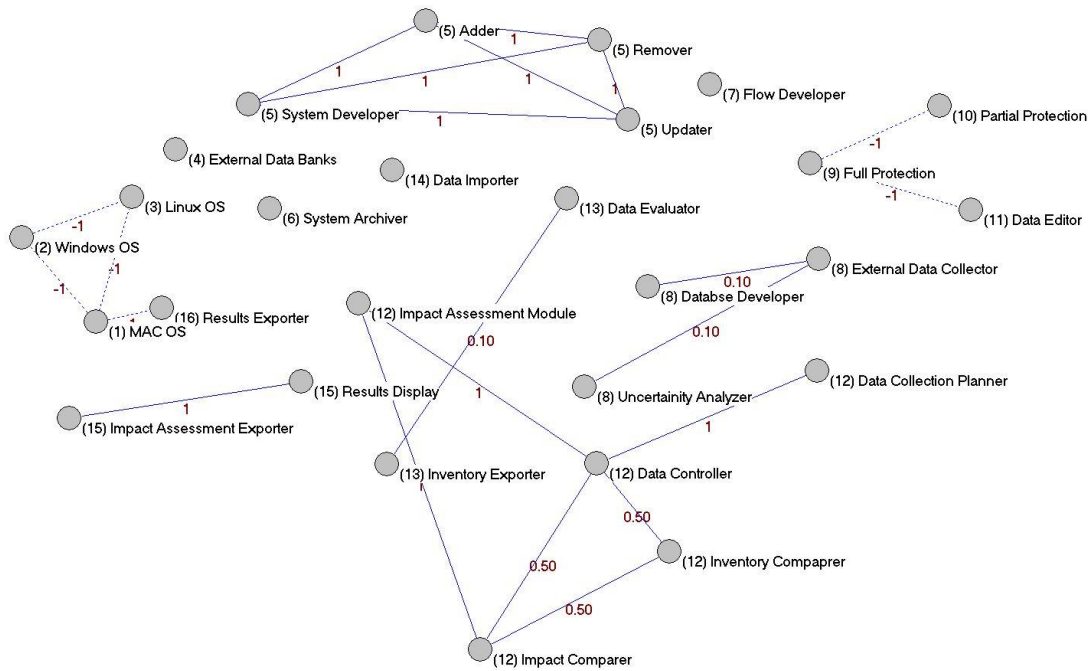 (5) Adder
1
(5) Remover
1
1
1
1
(7) Flow Developer
(5) System Developer
1
(5) Updater
(10) Partial Protection
-1
(4) External Data Banks
(9) Full Protection
(14) Data Importer
-1
(3) Linux OS
(6) System Archiver
(13) Data Evaluator
(11) Data Editor
-1
(2) Windows OS
-1
-1
(8) External Data Collector
0.10
(8) Databse Developer
(16) Results Exporter
(12) Impact Assessment Module
(1) MAC OS
0.10
0.10
(12) Data Collection Planner
(15) Results Display
1
(8) Uncertainity Analyzer
1
(15) Impact Assessment Exporter
1
(13) Inventory Exporter
(12) Data Controller
1
0.50
(12) Inventory Compaprer
0.50
0.50
(12) Impact Comparer